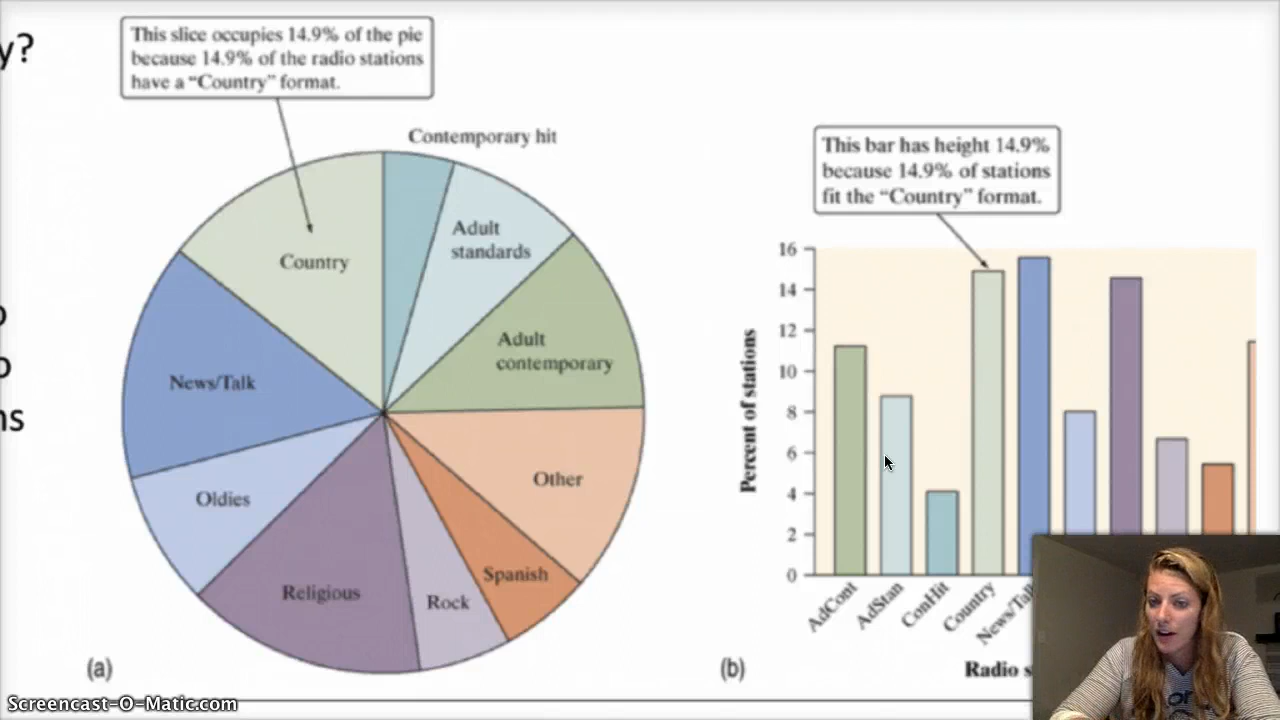 y?
This slice occupies 14.9% of the pie
because 14.9% of the radio stations
have a “Country” format.
Contemporary hit
Adult
standards
Country
Adult
contemporary
News/Talk
Other
Oldies
Spanish
Religious
Rock
(a)
This bar has height 14.9%
because 14.9% of stations
fit the “Country” format.
16
14
12
10
8
6
4
2
0
Percent of stations
AdCont
AdStan
ConHit
Country
News/Talk
(b)
Radio s
o
o
ns
Screencast-O-Matic.com